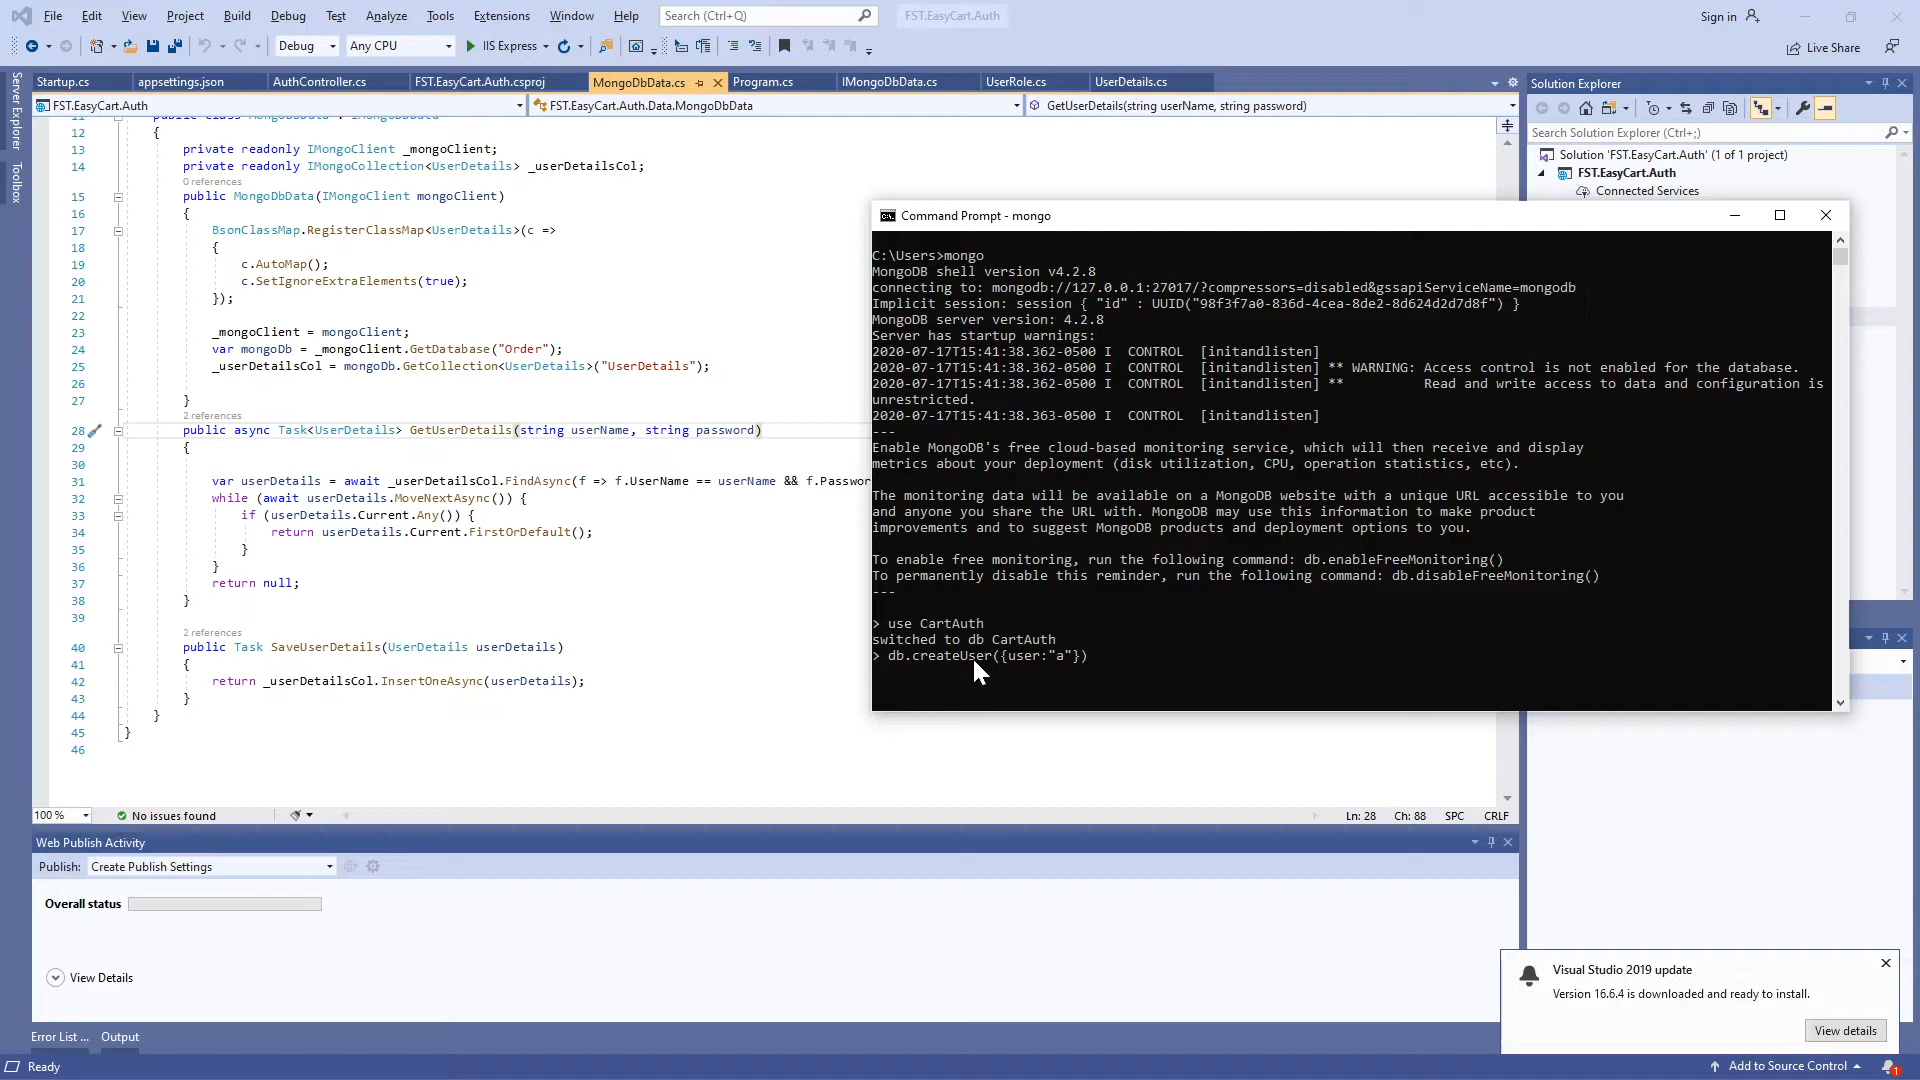 File Edit View Project Build Debug Test Analyze Tools Extensions Window Help Search (Ctrl+Q) FST.EasyCart.Auth Sign in
Debug Any CPU IIS Express Live Share
Server Explorer
Toolbox
Startup.cs appsettings.json AuthController.cs FST.EasyCart.Auth.csproj MongoDbData.cs Program.cs IMongoDbData.cs UserRole.cs UserDetails.cs
FST.EasyCart.Auth FST.EasyCart.Auth.Data.MongoDbData GetUserDetails(string userName, string password)
11 public class MongoDbData : IMongoDbData
12 {
13 private readonly IMongoClient _mongoClient;
14 private readonly IMongoCollection<UserDetails> _userDetailsCol;
0 references
15 public MongoDbData(IMongoClient mongoClient)
16 {
17 BsonClassMap.RegisterClassMap<UserDetails>(c =>
18 {
19 c.AutoMap();
20 c.SetIgnoreExtraElements(true);
21 });
22
23 _mongoClient = mongoClient;
24 var mongoDb = _mongoClient.GetDatabase("Order");
25 _userDetailsCol = mongoDb.GetCollection<UserDetails>("UserDetails");
26
27 }
2 references
28 public async Task<UserDetails> GetUserDetails(string userName, string password)
29 {
30
31 var userDetails = await _userDetailsCol.FindAsync(f => f.UserName == userName && f.Passwor
32 while (await userDetails.MoveNextAsync()) {
33 if (userDetails.Current.Any()) {
34 return userDetails.Current.FirstOrDefault();
35 }
36 }
37 return null;
38 }
39
2 references
40 public Task SaveUserDetails(UserDetails userDetails)
41 {
42 return _userDetailsCol.InsertOneAsync(userDetails);
43 }
44 }
45 }
46
100 % No issues found Ln: 28 Ch: 88 SPC CRLF
Web Publish Activity
Publish: Create Publish Settings
Overall status
View Details
Error List ... Output
Ready Add to Source Control 1
Solution Explorer
Search Solution Explorer (Ctrl+;)
Solution 'FST.EasyCart.Auth' (1 of 1 project)
FST.EasyCart.Auth
Connected Services
Command Prompt - mongo
C:\Users>mongo
MongoDB shell version v4.2.8
connecting to: mongodb://127.0.0.1:27017/?compressors=disabled&gssapiServiceName=mongodb
Implicit session: session { "id" : UUID("98f3f7a0-836d-4cea-8de2-8d624d2d7d8f") }
MongoDB server version: 4.2.8
Server has startup warnings:
2020-07-17T15:41:38.362-0500 I  CONTROL  [initandlisten]
2020-07-17T15:41:38.362-0500 I  CONTROL  [initandlisten] ** WARNING: Access control is not enabled for the database.
2020-07-17T15:41:38.362-0500 I  CONTROL  [initandlisten] **          Read and write access to data and configuration is
unrestricted.
2020-07-17T15:41:38.363-0500 I  CONTROL  [initandlisten]
---
Enable MongoDB's free cloud-based monitoring service, which will then receive and display
metrics about your deployment (disk utilization, CPU, operation statistics, etc).
The monitoring data will be available on a MongoDB website with a unique URL accessible to you
and anyone you share the URL with. MongoDB may use this information to make product
improvements and to suggest MongoDB products and deployment options to you.
To enable free monitoring, run the following command: db.enableFreeMonitoring()
To permanently disable this reminder, run the following command: db.disableFreeMonitoring()
---
> use CartAuth
switched to db CartAuth
> db.createUser({user:"a"})
Visual Studio 2019 update
Version 16.6.4 is downloaded and ready to install.
View details